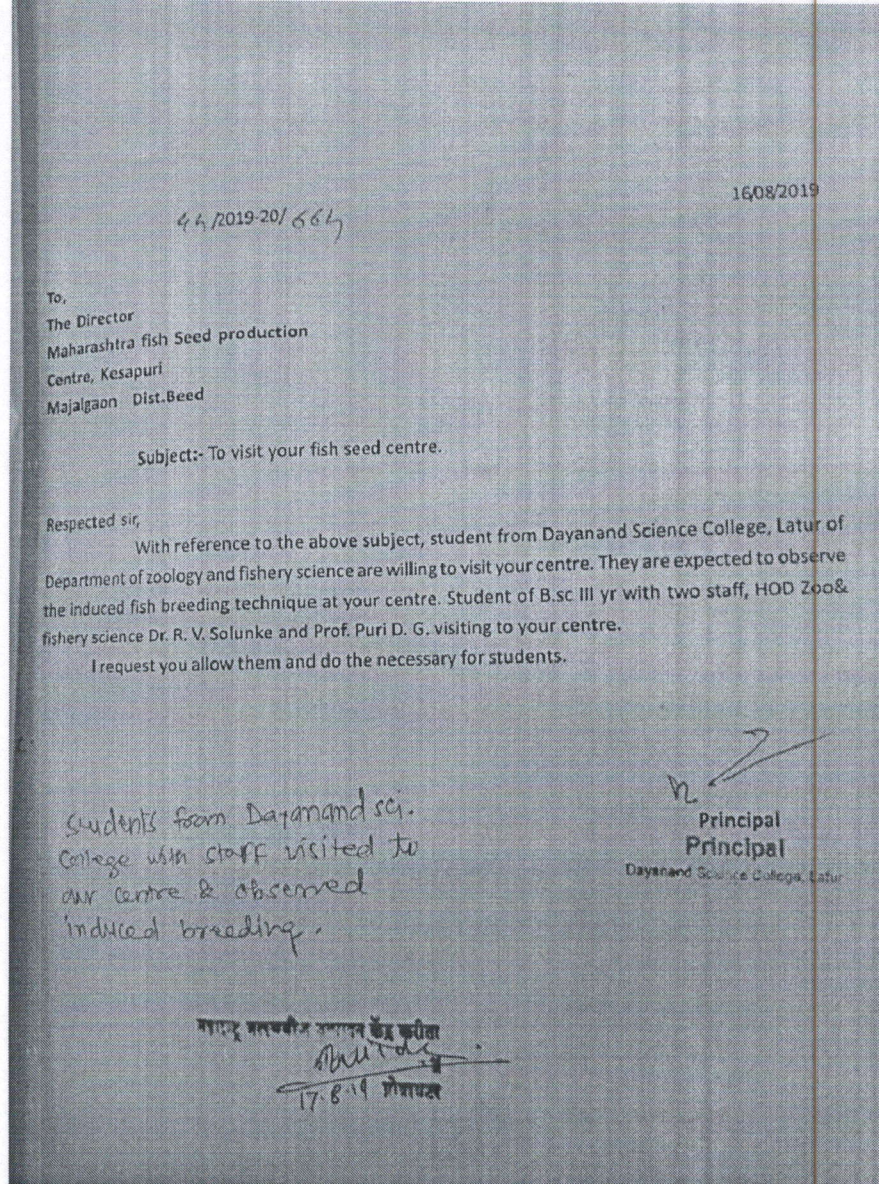 16/08/2019
/2019-20/
To,
The Director
Maharashtra fish Seed production
Centre, Kesapuri
Majalgaon Dist.Beed
Subject:- To visit your fish seed centre.
Respected sir,
With reference to the above subject, student from Dayanand Science College, Latur of
Department of zoology and fishery science are willing to visit your centre. They are expected to observe
the induced fish breeding technique at your centre. Student of B.sc III yr with two staff, HOD Zoo&
fishery science Dr. R. V. Solunke and Prof. Puri D. G. visiting to your centre.
I request you allow them and do the necessary for students.
Principal
Principal
Dayanand Science College, Latur
Students from Dayanand sci.
College with staff visited to
our centre & observed
induced breeding.
केंद्र
17.8.19